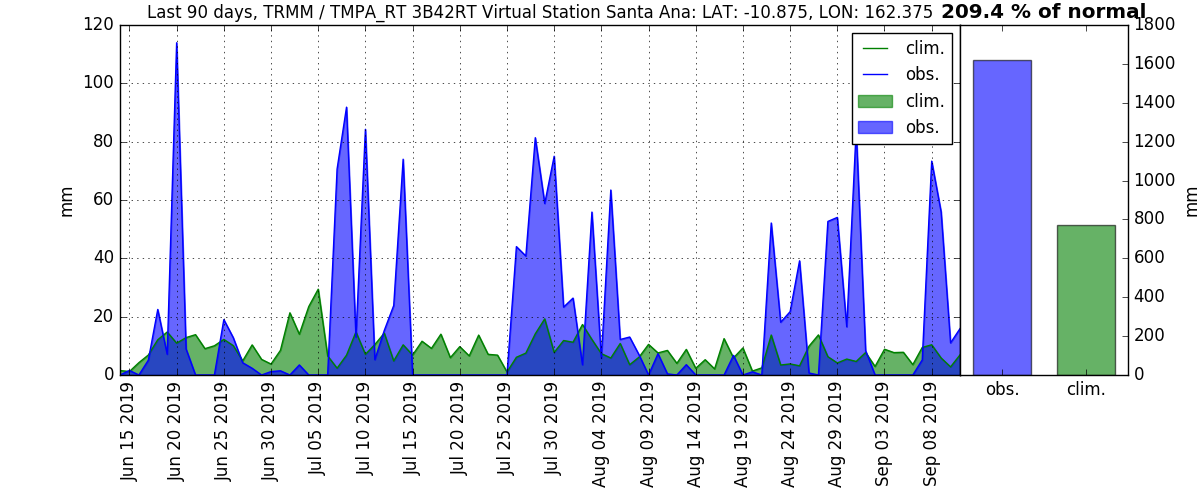 Last 90 days, TRMM / TMPA_RT 3B42RT Virtual Station Santa Ana: LAT: -10.875, LON: 162.375 209.4 % of normal
120
100
80
60
40
20
0
mm
clim.
obs.
clim.
obs.
1800
1600
1400
1200
1000
800
600
400
200
0
mm
Jun 15 2019
Jun 20 2019
Jun 25 2019
Jun 30 2019
Jul 05 2019
Jul 10 2019
Jul 15 2019
Jul 20 2019
Jul 25 2019
Jul 30 2019
Aug 04 2019
Aug 09 2019
Aug 14 2019
Aug 19 2019
Aug 24 2019
Aug 29 2019
Sep 03 2019
Sep 08 2019
obs.
clim.